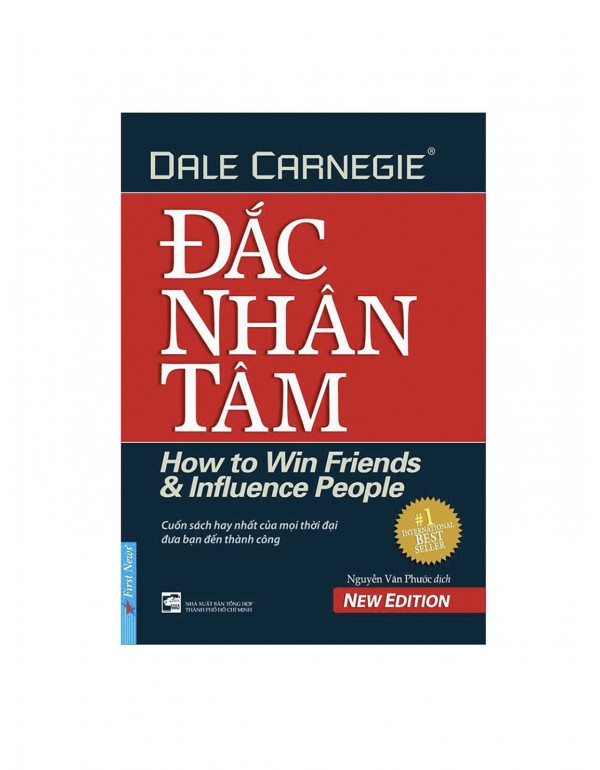 DALE CARNEGIE®
ĐẮC
NHÂN
TÂM
How to Win Friends
& Influence People
Cuốn sách hay nhất của mọi thời đại
đưa bạn đến thành công
#1
INTERNATIONAL
BEST
SELLER
Nguyễn Văn Phước dịch
NEW EDITION
First News
NHÀ XUẤT BẢN TỔNG HỢP
THÀNH PHỐ HỒ CHÍ MINH